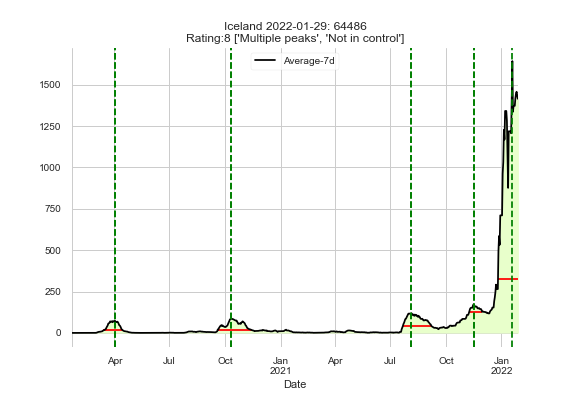 Iceland 2022-01-29: 64486
Rating:8 ['Multiple peaks', 'Not in control']
Average-7d
1500
1250
1000
750
500
250
0
Apr Jul Oct Jan Apr Jul Oct Jan
2021 2022
Date